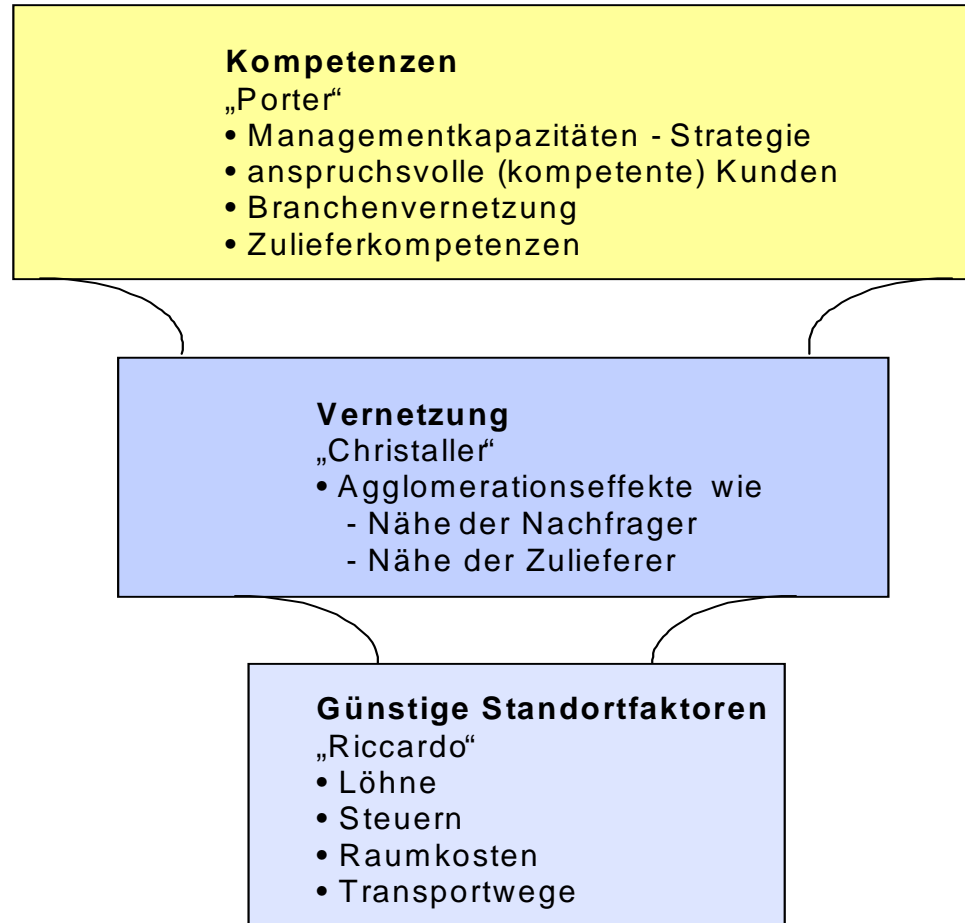 Kompetenzen
„Porter“
• Managementkapazitäten - Strategie
• anspruchsvolle (kompetente) Kunden
• Branchenvernetzung
• Zulieferkompetenzen
Vernetzung
„Christaller“
• Agglomerationseffekte wie
- Nähe der Nachfrager
- Nähe der Zulieferer
Günstige Standortfaktoren
„Riccardo“
• Löhne
• Steuern
• Raumkosten
• Transportwege